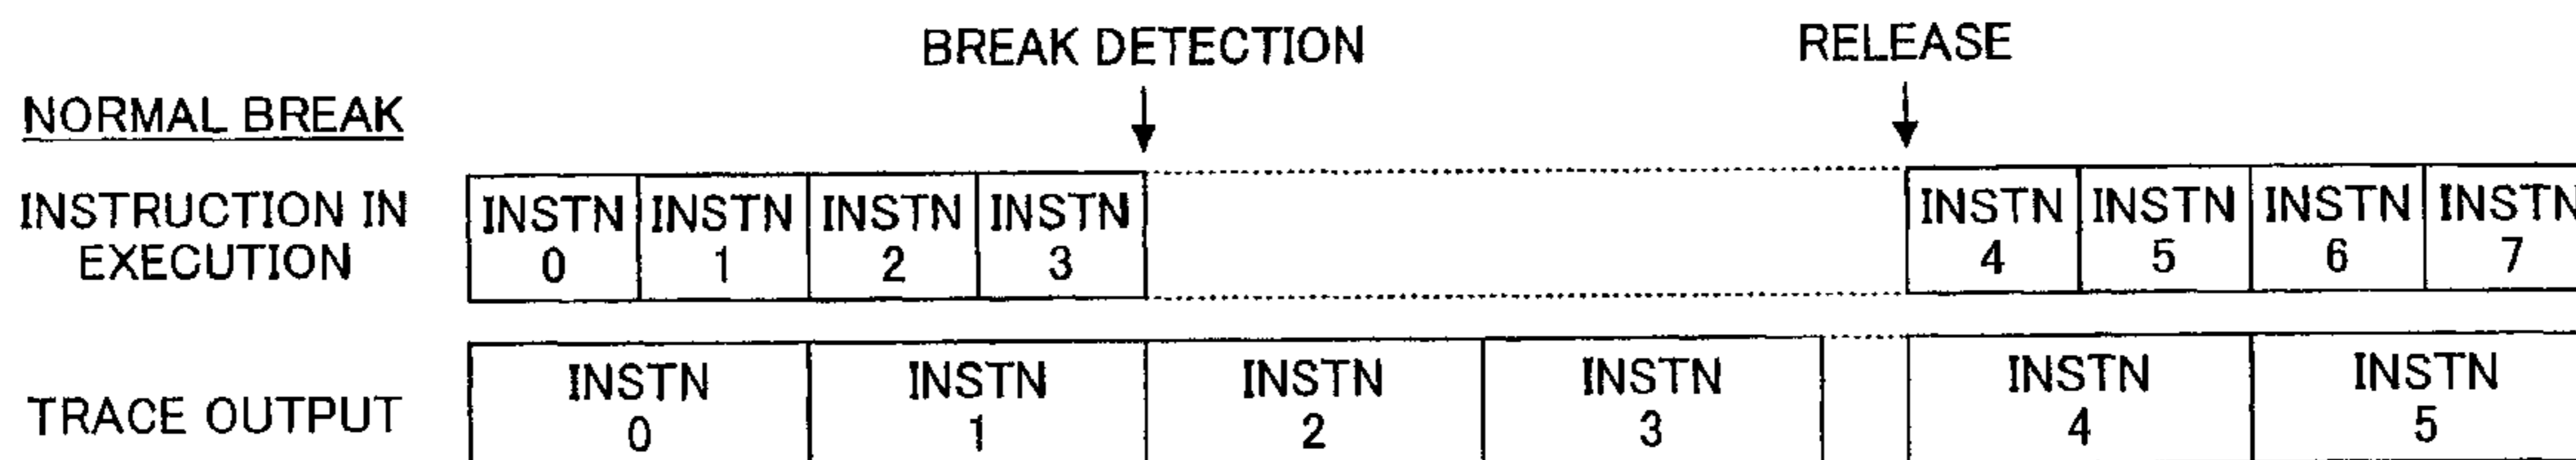 BREAK DETECTION RELEASE
NORMAL BREAK
INSTRUCTION IN EXECUTION
INSTN 0 INSTN 1 INSTN 2 INSTN 3 INSTN 4 INSTN 5 INSTN 6 INSTN 7
TRACE OUTPUT
INSTN 0 INSTN 1 INSTN 2 INSTN 3 INSTN 4 INSTN 5